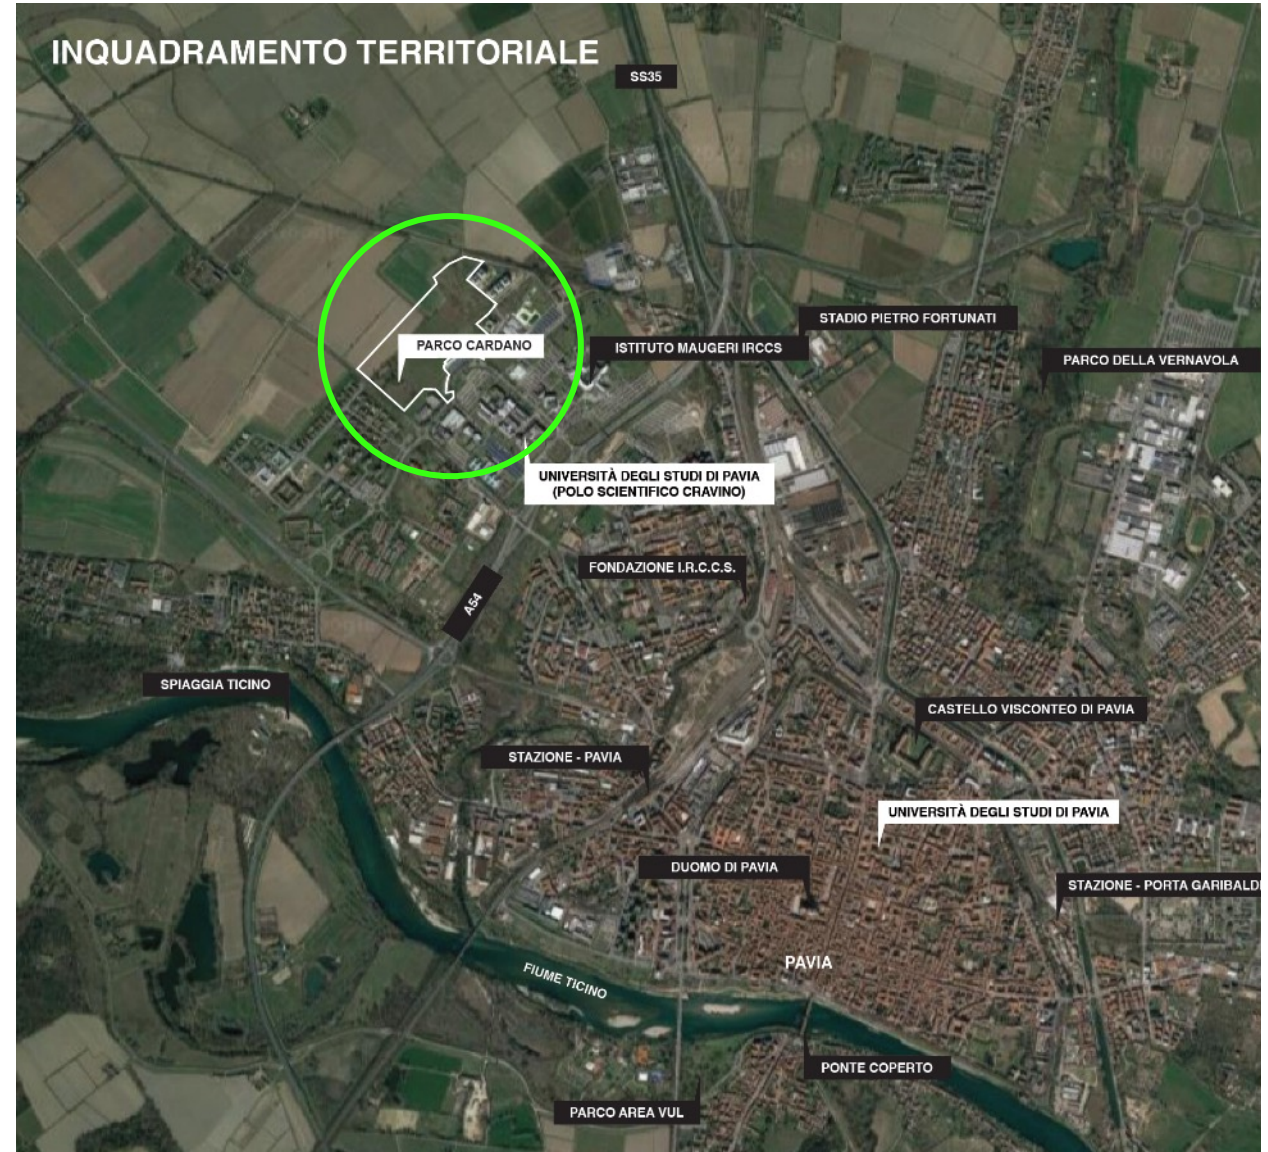 INQUADRAMENTO TERRITORIALE
SS35
STADIO PIETRO FORTUNATI
PARCO CARDANO
ISTITUTO MAUGERI IRCCS
PARCO DELLA VERNAVOLA
UNIVERSITÀ DEGLI STUDI DI PAVIA
(POLO SCIENTIFICO CRAVINO)
FONDAZIONE I.R.C.C.S.
A54
SPIAGGIA TICINO
CASTELLO VISCONTEO DI PAVIA
STAZIONE - PAVIA
UNIVERSITÀ DEGLI STUDI DI PAVIA
DUOMO DI PAVIA
STAZIONE - PORTA GARIBALDI
PAVIA
FIUME TICINO
PONTE COPERTO
PARCO AREA VUL